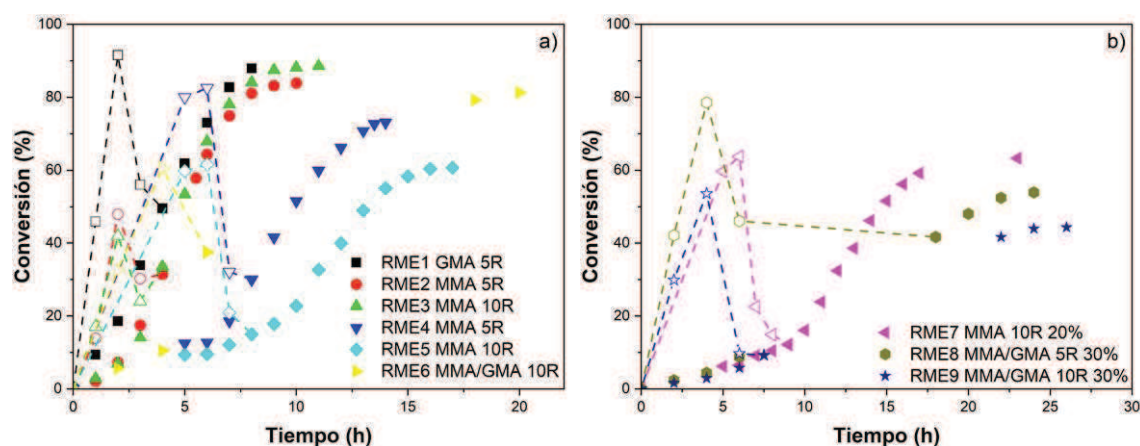 a)
Conversión (%)
100
80
60
40
20
0
RME1 GMA 5R
RME2 MMA 5R
RME3 MMA 10R
RME4 MMA 5R
RME5 MMA 10R
RME6 MMA/GMA 10R
0 5 10 15 20
Tiempo (h)
b)
Conversión (%)
100
80
60
40
20
0
RME7 MMA 10R 20%
RME8 MMA/GMA 5R 30%
RME9 MMA/GMA 10R 30%
0 5 10 15 20 25 30
Tiempo (h)